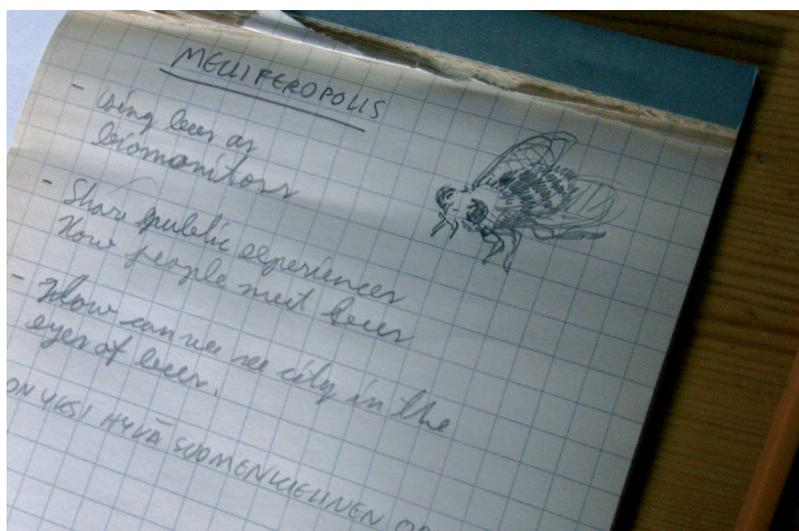 MELLIFEROPOLIS
- Using bees as
biomonitors
- Share public experiences
How people meet bees
- How can we see city in the
eyes of bees.
ON YKSI HYVÄ SUOMENKIELINEN